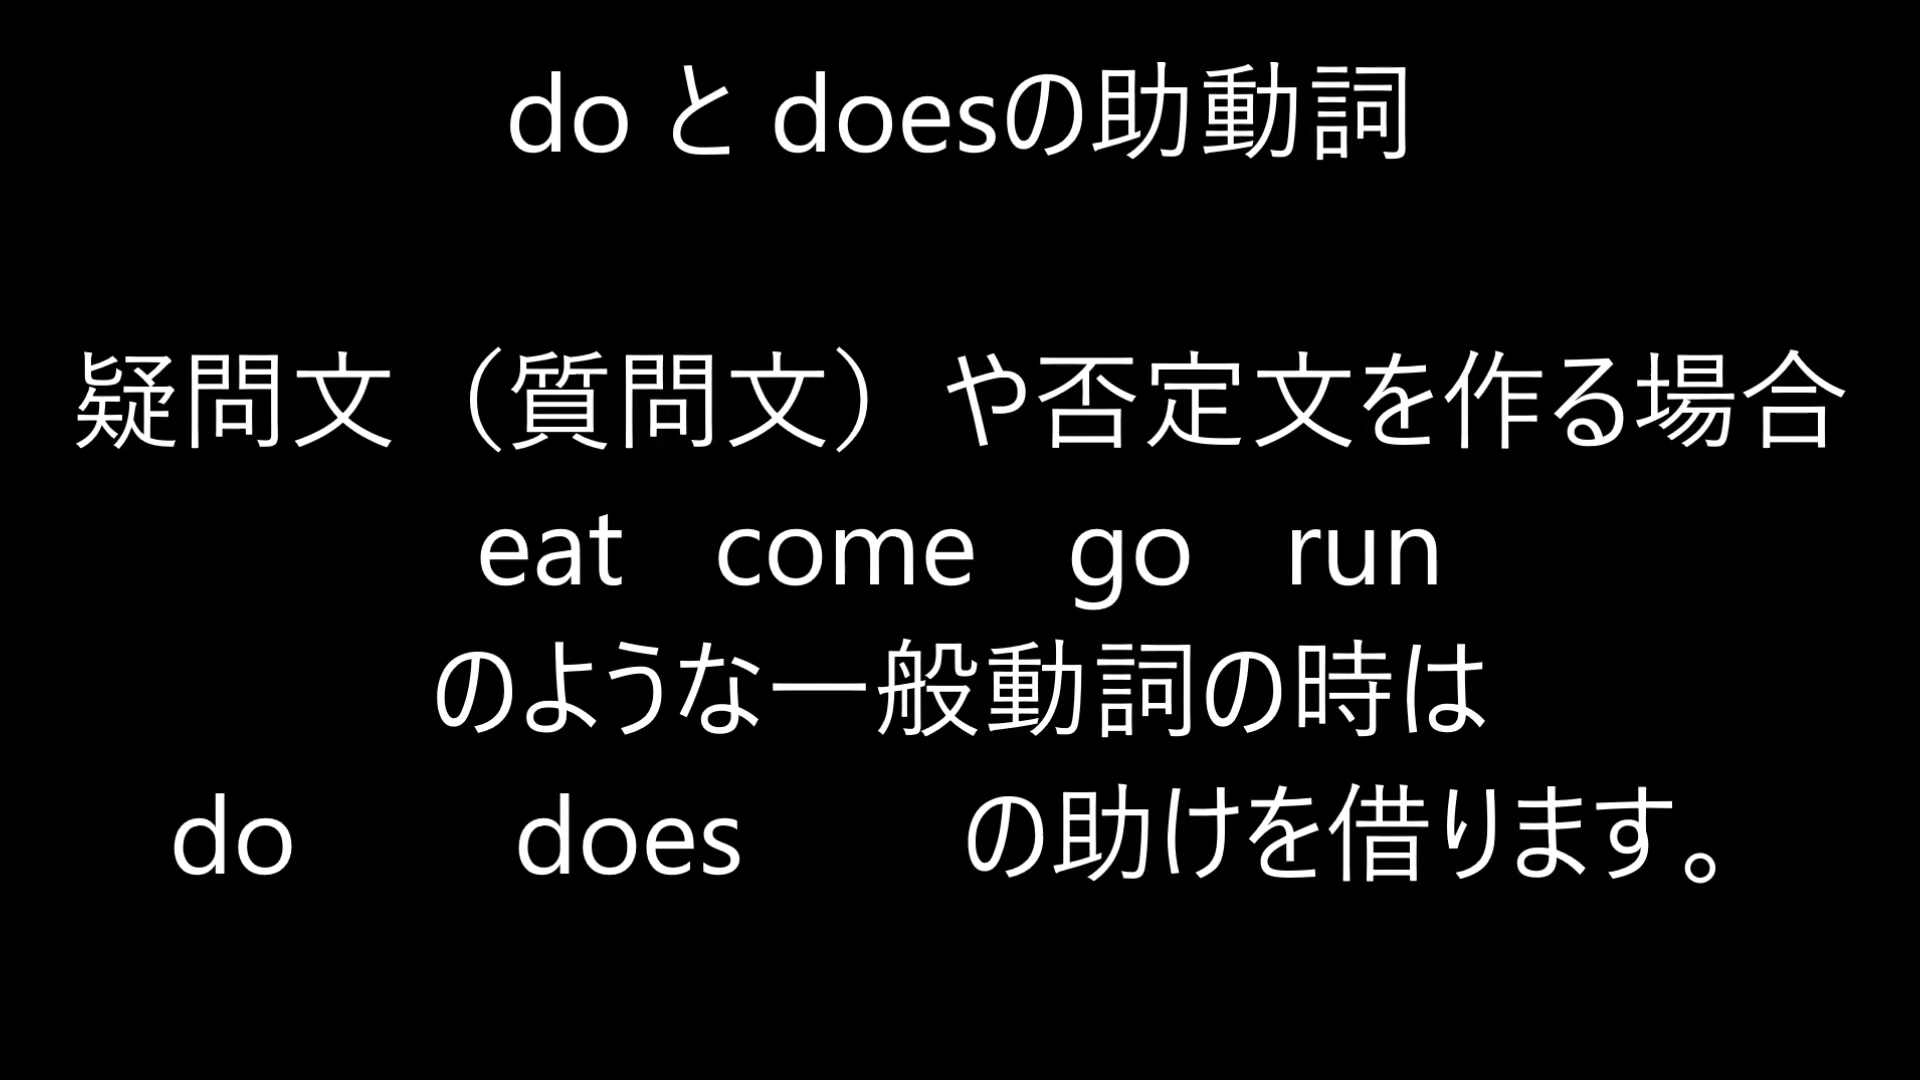 do と doesの助動詞
疑問文（質問文）や否定文を作る場合
eat　come　go　run
のような一般動詞の時は
do　　does　　の助けを借ります。